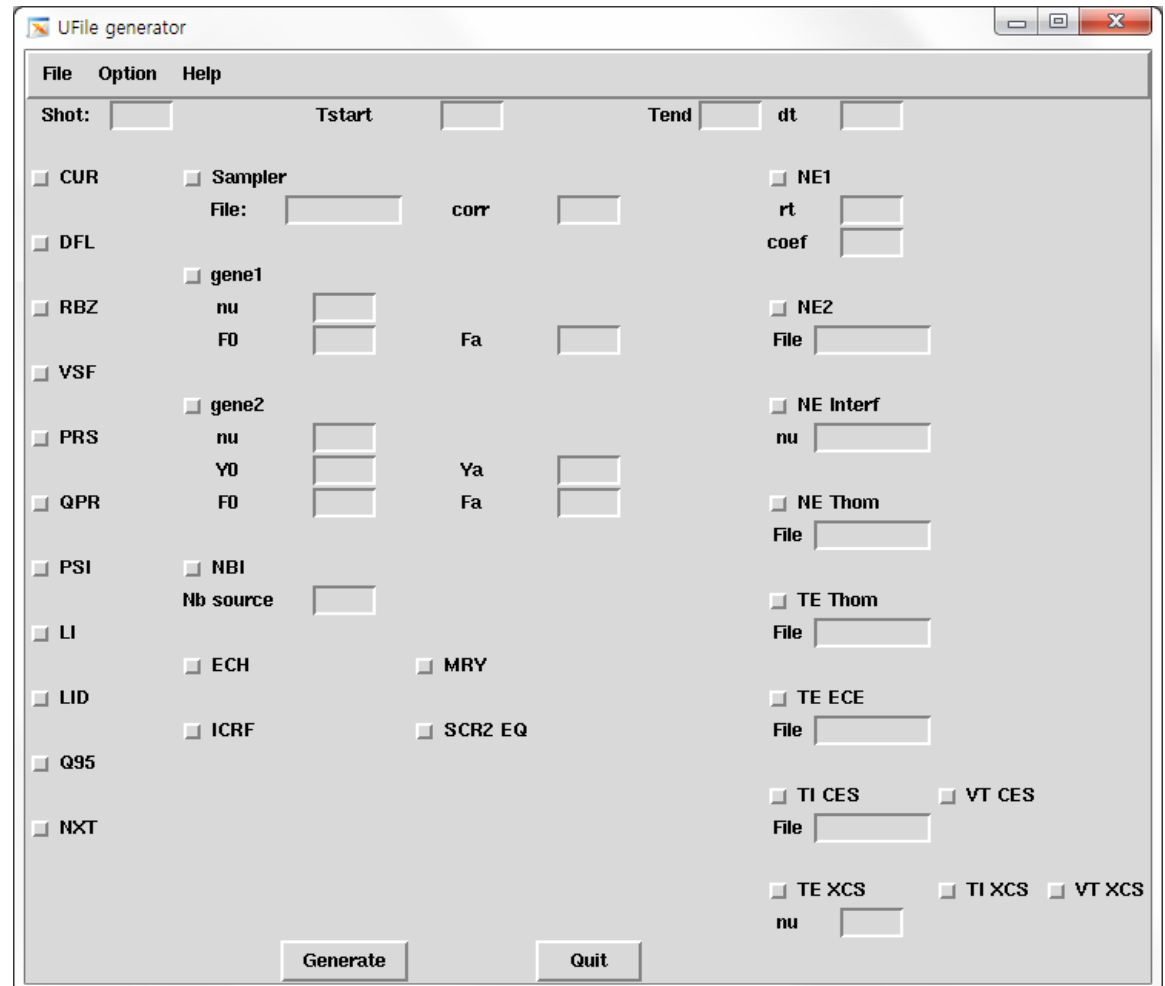 UFile generator
File Option Help
Shot: Tstart Tend dt
CUR Sampler NE1
File: corr rt
DFL coef
gene1
RBZ nu NE2
F0 Fa File
VSF
gene2 NE Interf
PRS nu nu
Y0 Ya
QPR F0 Fa NE Thom
File
PSI NBI
Nb source TE Thom
LI File
ECH MRY
LID TE ECE
ICRF SCR2 EQ File
Q95
TI CES VT CES
NXT File
TE XCS TI XCS VT XCS
nu
Generate Quit